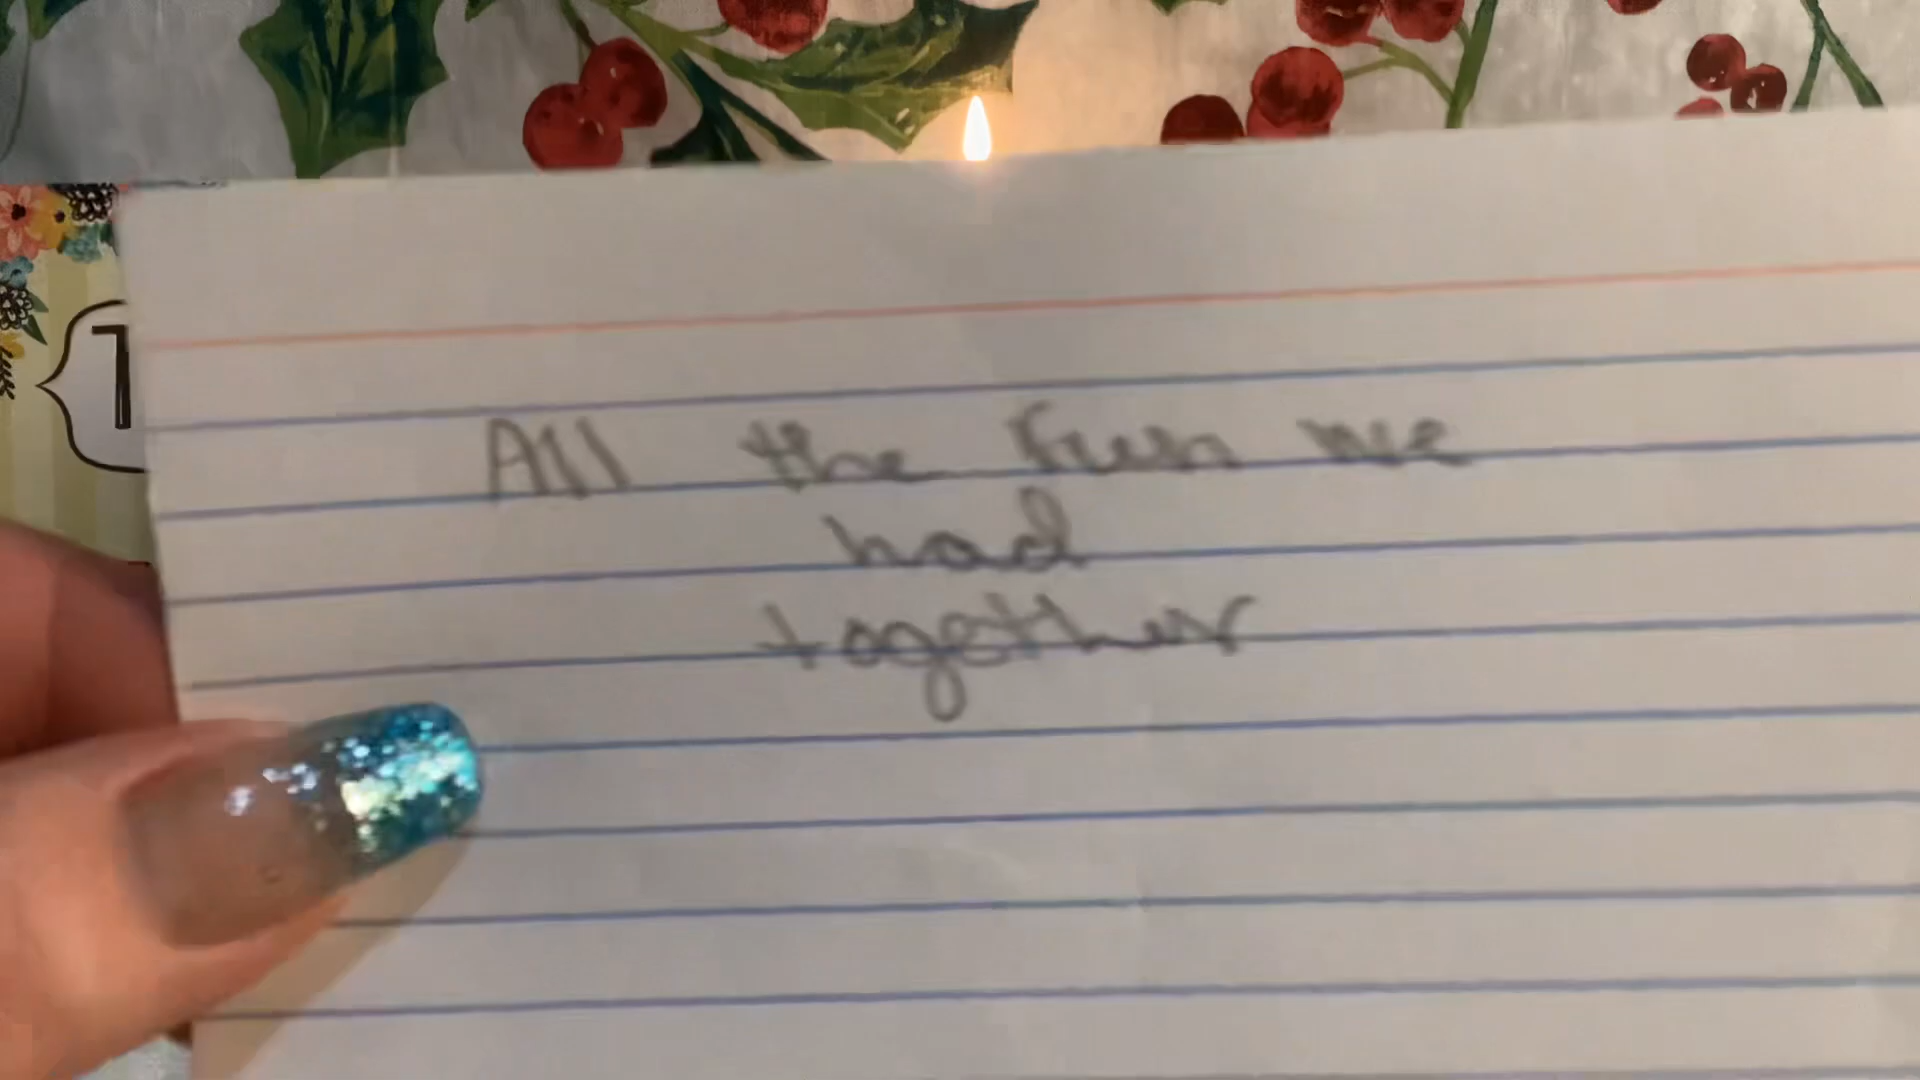 T
All the Fun we
had
together